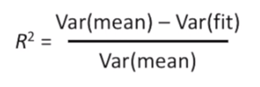 R² = Var(mean) – Var(fit)
Var(mean)